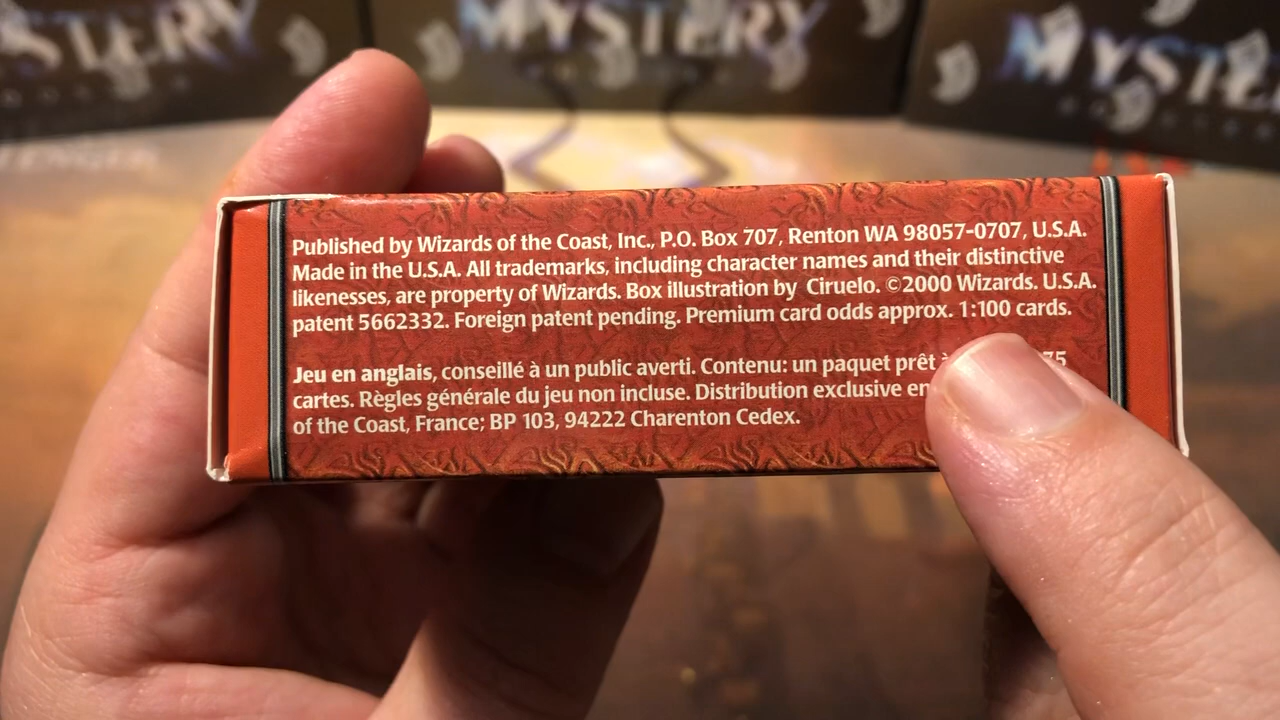 MYSTERY
MYSTE
Published by Wizards of the Coast, Inc., P.O. Box 707, Renton WA 98057-0707, U.S.A.
Made in the U.S.A. All trademarks, including character names and their distinctive
likenesses, are property of Wizards. Box illustration by Ciruelo. ©2000 Wizards. U.S.A.
patent 5662332. Foreign patent pending. Premium card odds approx. 1:100 cards.
Jeu en anglais, conseillé à un public averti. Contenu: un paquet prêt à 75
cartes. Règles générale du jeu non incluse. Distribution exclusive en
of the Coast, France; BP 103, 94222 Charenton Cedex.